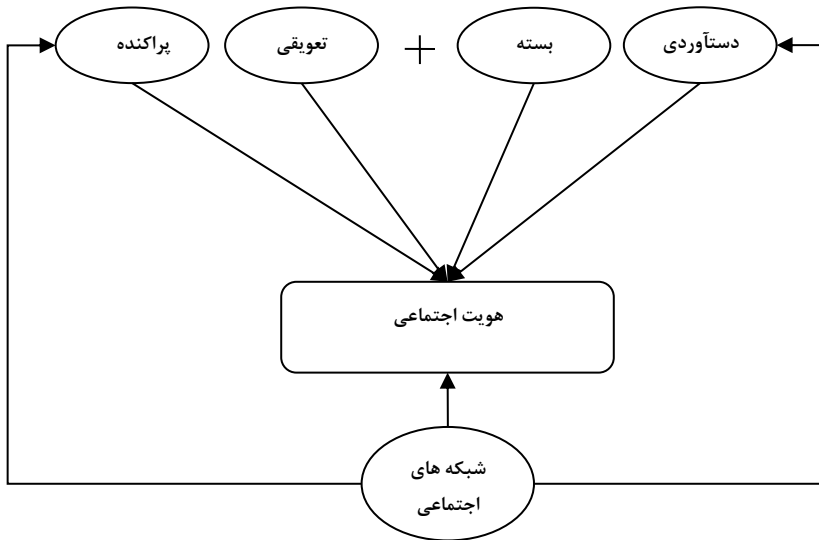 دستآوردی
بسته
+
تعویقی
پراکنده
هویت اجتماعی
شبکه های
اجتماعی